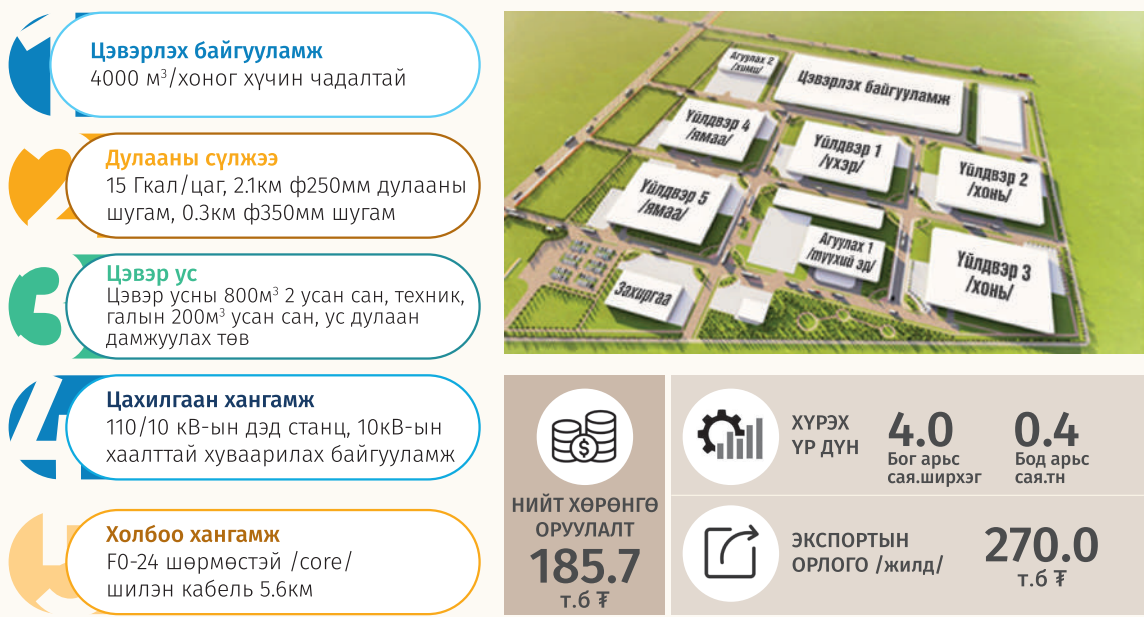 Цэвэрлэх байгууламж
4000 м³/хоног хүчин чадалтай
Дулааны сүлжээ
15 Гкал/цаг, 2.1км ф250мм дулааны
шугам, 0.3км ф350мм шугам
Цэвэр ус
Цэвэр усны 800м³ 2 усан сан, техник,
галын 200м³ усан сан, ус дулаан
дамжуулах төв
Цахилгаан хангамж
110/10 кВ-ын дэд станц, 10кВ-ын
хаалттай хуваарилах байгууламж
Холбоо хангамж
F0-24 шөрмөстэй /core/
шилэн кабель 5.6км
Агуулах 2
/хими/
Цэвэрлэх байгууламж
Үйлдвэр 4
/ямаа/
Үйлдвэр 1
/үхэр/
Үйлдвэр 2
/хонь/
Үйлдвэр 5
/ямаа/
Агуулах 1
/түүхий эд/
Үйлдвэр 3
/хонь/
Захиргаа
НИЙТ ХӨРӨНГӨ
ОРУУЛАЛТ
185.7
т.б ₮
ХҮРЭХ
ҮР ДҮН
4.0
Бог арьс
сая.ширхэг
0.4
Бод арьс
сая.тн
ЭКСПОРТЫН
ОРЛОГО /жилд/
270.0
т.б ₮